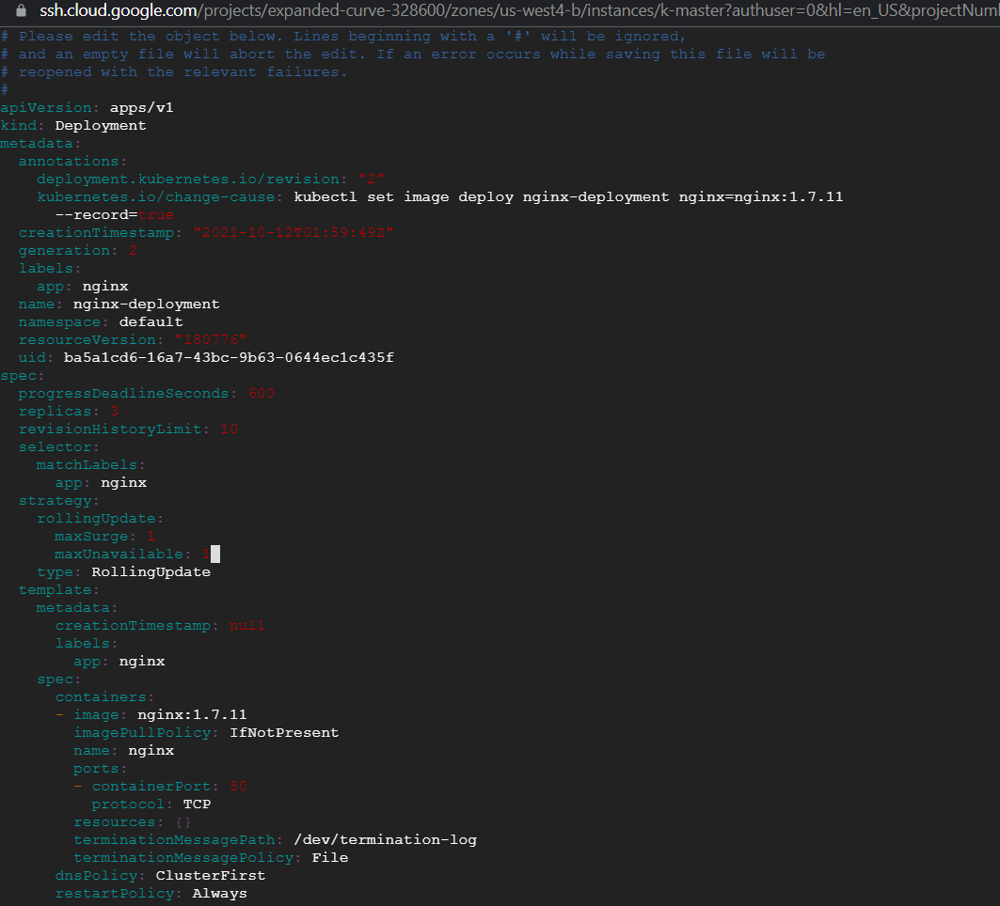 ssh.cloud.google.com/projects/expanded-curve-328600/zones/us-west4-b/instances/k-master?authuser=0&hl=en_US&projectNuml
# Please edit the object below. Lines beginning with a '#' will be ignored,
# and an empty file will abort the edit. If an error occurs while saving this file will be
# reopened with the relevant failures.
#
apiVersion: apps/v1
kind: Deployment
metadata:
  annotations:
    deployment.kubernetes.io/revision: "2"
    kubernetes.io/change-cause: kubectl set image deploy nginx-deployment nginx=nginx:1.7.11
      --record=true
  creationTimestamp: "2021-10-12T01:59:49Z"
  generation: 2
  labels:
    app: nginx
  name: nginx-deployment
  namespace: default
  resourceVersion: "180776"
  uid: ba5a1cd6-16a7-43bc-9b63-0644ec1c435f
spec:
  progressDeadlineSeconds: 600
  replicas: 3
  revisionHistoryLimit: 10
  selector:
    matchLabels:
      app: nginx
  strategy:
    rollingUpdate:
      maxSurge: 1
      maxUnavailable: 1
    type: RollingUpdate
  template:
    metadata:
      creationTimestamp: null
      labels:
        app: nginx
    spec:
      containers:
      - image: nginx:1.7.11
        imagePullPolicy: IfNotPresent
        name: nginx
        ports:
        - containerPort: 80
          protocol: TCP
        resources: {}
        terminationMessagePath: /dev/termination-log
        terminationMessagePolicy: File
      dnsPolicy: ClusterFirst
      restartPolicy: Always